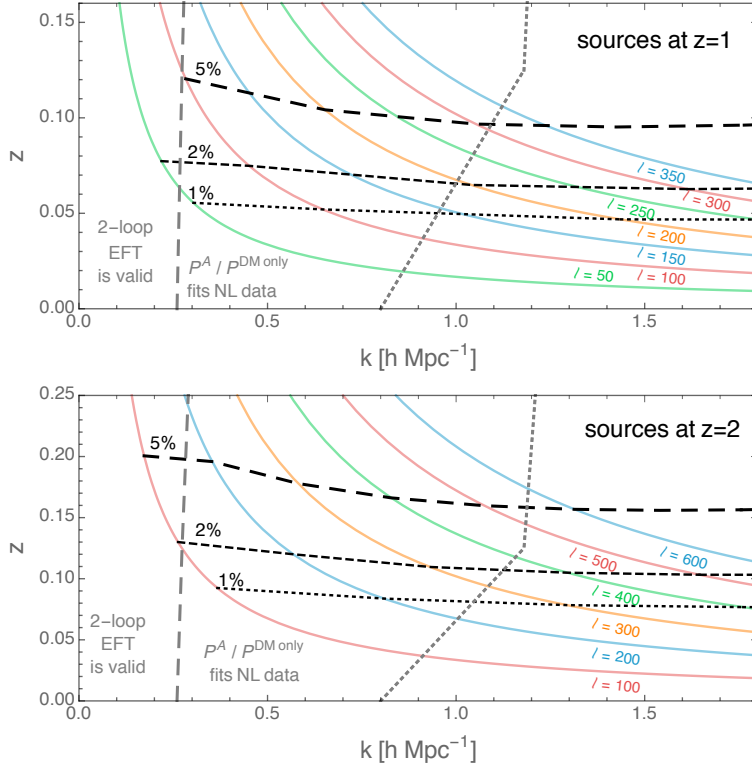 0.15
0.10
0.05
0.00
z
sources at z=1
5%
2%
1%
l = 350
l = 300
l = 250
l = 200
l = 150
l = 100
l = 50
2-loop
EFT
is valid
P^A / P^DM only
fits NL data
0.0 0.5 1.0 1.5
k [h Mpc⁻¹]
0.25
0.20
0.15
0.10
0.05
0.00
z
sources at z=2
5%
2%
1%
l = 600
l = 500
l = 400
l = 300
l = 200
l = 100
2-loop
EFT
is valid
P^A / P^DM only
fits NL data
0.0 0.5 1.0 1.5
k [h Mpc⁻¹]